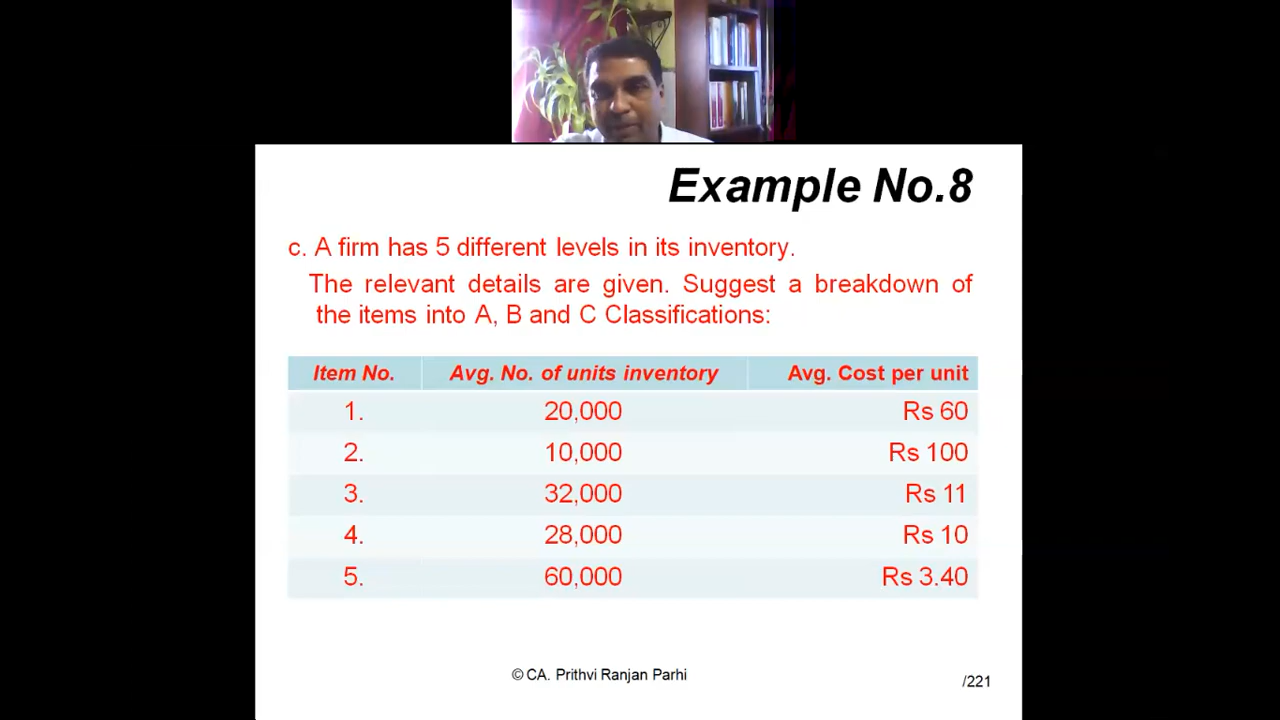 Example No.8
c. A firm has 5 different levels in its inventory.
The relevant details are given. Suggest a breakdown of
the items into A, B and C Classifications:
Item No. Avg. No. of units inventory Avg. Cost per unit
1. 20,000 Rs 60
2. 10,000 Rs 100
3. 32,000 Rs 11
4. 28,000 Rs 10
5. 60,000 Rs 3.40
© CA. Prithvi Ranjan Parhi
/221